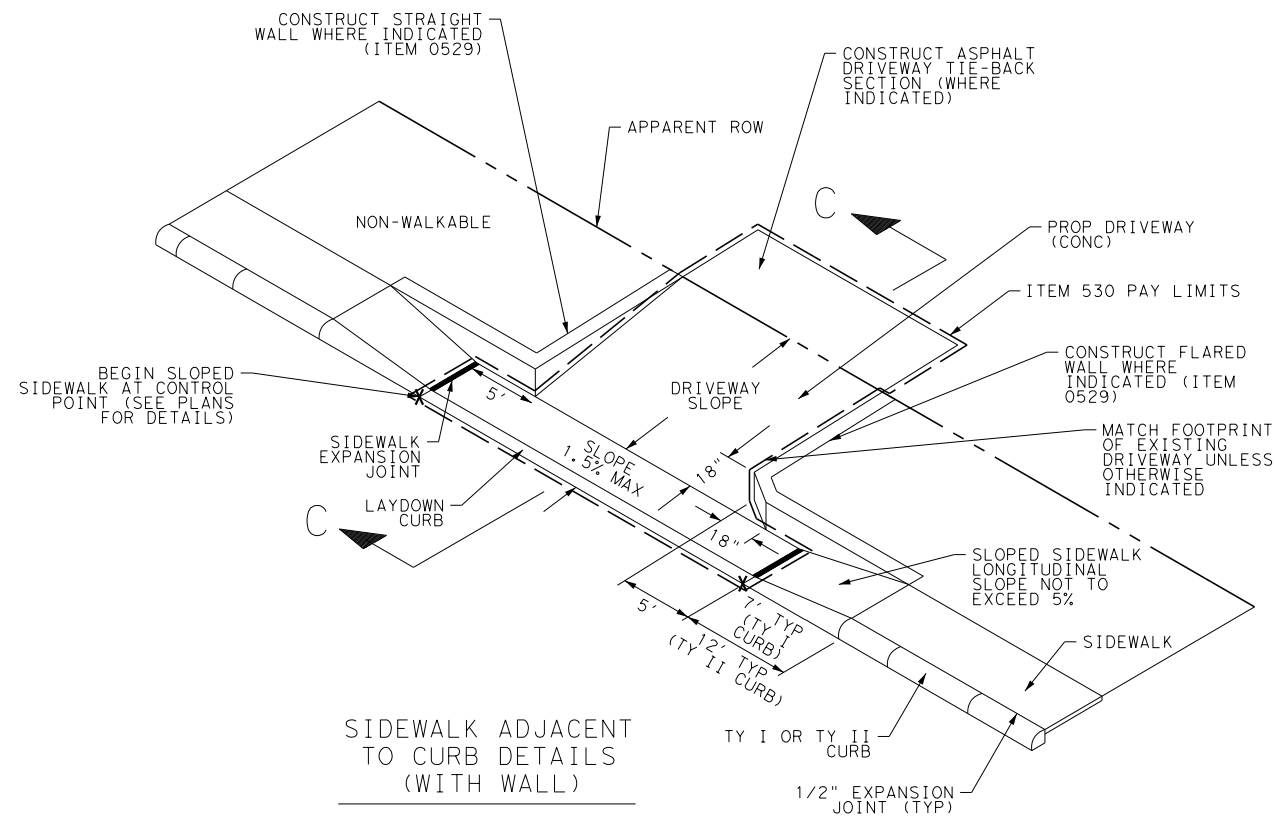 CONSTRUCT STRAIGHT
WALL WHERE INDICATED
(ITEM 0529)
CONSTRUCT ASPHALT
DRIVEWAY TIE-BACK
SECTION (WHERE
INDICATED)
APPARENT ROW
NON-WALKABLE
C
PROP DRIVEWAY
(CONC)
ITEM 530 PAY LIMITS
CONSTRUCT FLARED
WALL WHERE
INDICATED (ITEM
0529)
BEGIN SLOPED
SIDEWALK AT CONTROL
POINT (SEE PLANS
FOR DETAILS)
5'
DRIVEWAY
SLOPE
MATCH FOOTPRINT
OF EXISTING
DRIVEWAY UNLESS
OTHERWISE
INDICATED
SIDEWALK
EXPANSION
JOINT
SLOPE
1.5% MAX
18"
LAYDOWN
CURB
C
18"
SLOPED SIDEWALK
LONGITUDINAL
SLOPE NOT TO
EXCEED 5%
5'
7' TYP
(TY I
CURB)
12' TYP
(TY II CURB)
SIDEWALK
TY I OR TY II
CURB
1/2" EXPANSION
JOINT (TYP)
SIDEWALK ADJACENT
TO CURB DETAILS
(WITH WALL)